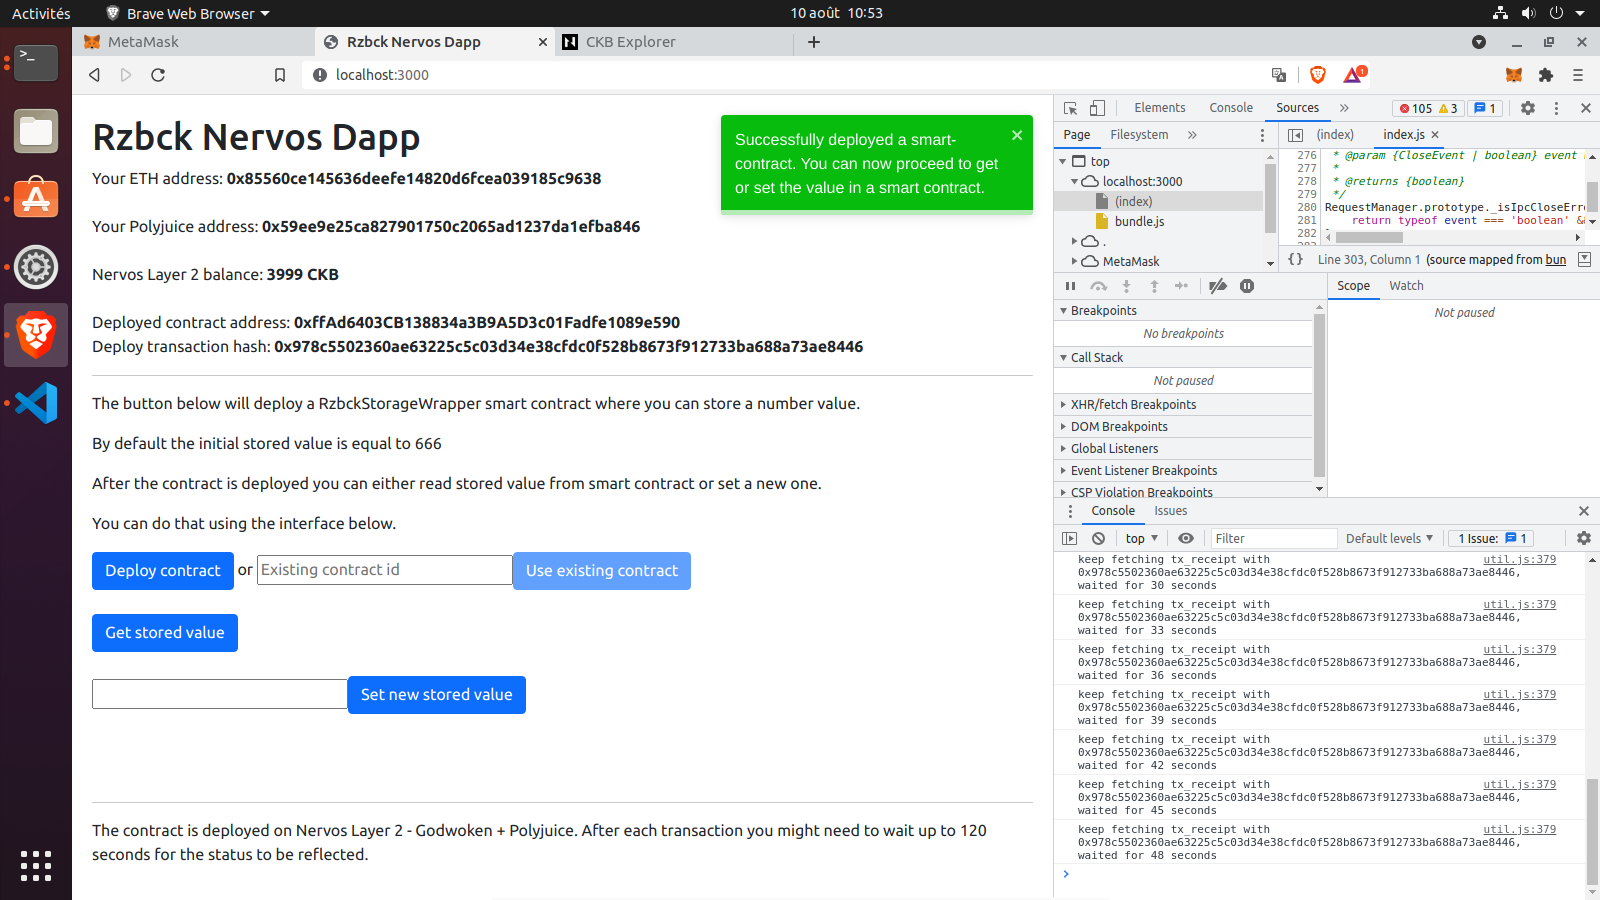 Activités
Brave Web Browser
10 août 10:53
MetaMask
Rzbck Nervos Dapp
CKB Explorer
localhost:3000
1
Rzbck Nervos Dapp
Your ETH address: 0x85560ce145636deefe14820d6fcea039185c9638
Your Polyjuice address: 0x59ee9e25ca827901750c2065ad1237da1efba846
Nervos Layer 2 balance: 3999 CKB
Deployed contract address: 0xffAd6403CB138834a3B9A5D3c01Fadfe1089e590
Deploy transaction hash: 0x978c5502360ae63225c5c03d34e38cfdc0f528b8673f912733ba688a73ae8446
Successfully deployed a smart-
contract. You can now proceed to get
or set the value in a smart contract.
The button below will deploy a RzbckStorageWrapper smart contract where you can store a number value.
By default the initial stored value is equal to 666
After the contract is deployed you can either read stored value from smart contract or set a new one.
You can do that using the interface below.
Deploy contract or Existing contract id Use existing contract
Get stored value
Set new stored value
The contract is deployed on Nervos Layer 2 - Godwoken + Polyjuice. After each transaction you might need to wait up to 120
seconds for the status to be reflected.
Elements Console Sources 105 3 1
Page Filesystem
top
localhost:3000
(index)
bundle.js
.
MetaMask
(index) index.js
276 * @param {CloseEvent | boolean} event
277 *
278 * @returns {boolean}
279 */
280 RequestManager.prototype._isIpcCloseErro
281 return typeof event === 'boolean' &
282
{} Line 303, Column 1 (source mapped from bun
Breakpoints
No breakpoints
Call Stack
Not paused
XHR/fetch Breakpoints
DOM Breakpoints
Global Listeners
Event Listener Breakpoints
CSP Violation Breakpoints
Scope Watch
Not paused
Console Issues
top Filter Default levels 1 Issue: 1
keep fetching tx_receipt with util.js:379
0x978c5502360ae63225c5c03d34e38cfdc0f528b8673f912733ba688a73ae8446,
waited for 30 seconds
keep fetching tx_receipt with util.js:379
0x978c5502360ae63225c5c03d34e38cfdc0f528b8673f912733ba688a73ae8446,
waited for 33 seconds
keep fetching tx_receipt with util.js:379
0x978c5502360ae63225c5c03d34e38cfdc0f528b8673f912733ba688a73ae8446,
waited for 36 seconds
keep fetching tx_receipt with util.js:379
0x978c5502360ae63225c5c03d34e38cfdc0f528b8673f912733ba688a73ae8446,
waited for 39 seconds
keep fetching tx_receipt with util.js:379
0x978c5502360ae63225c5c03d34e38cfdc0f528b8673f912733ba688a73ae8446,
waited for 42 seconds
keep fetching tx_receipt with util.js:379
0x978c5502360ae63225c5c03d34e38cfdc0f528b8673f912733ba688a73ae8446,
waited for 45 seconds
keep fetching tx_receipt with util.js:379
0x978c5502360ae63225c5c03d34e38cfdc0f528b8673f912733ba688a73ae8446,
waited for 48 seconds